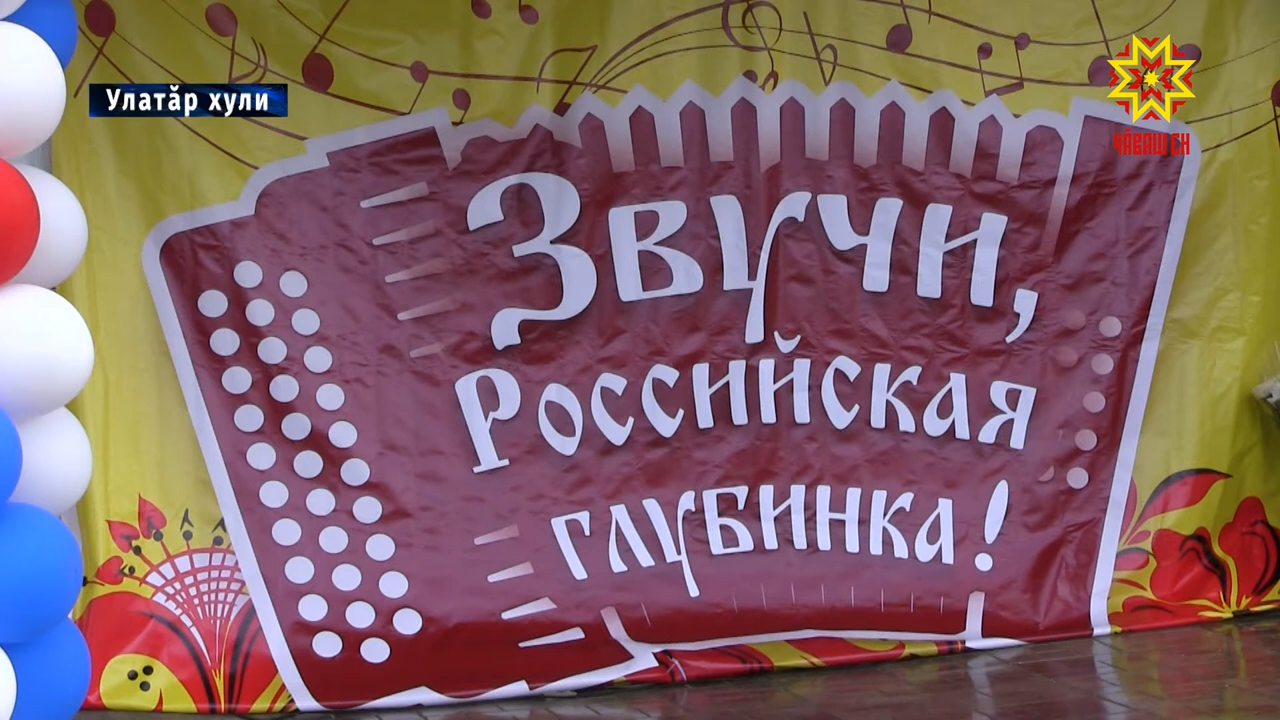 Улатӑр хули
ЧӐВАШ ЕН
Звучи,
Российская
глубинка!